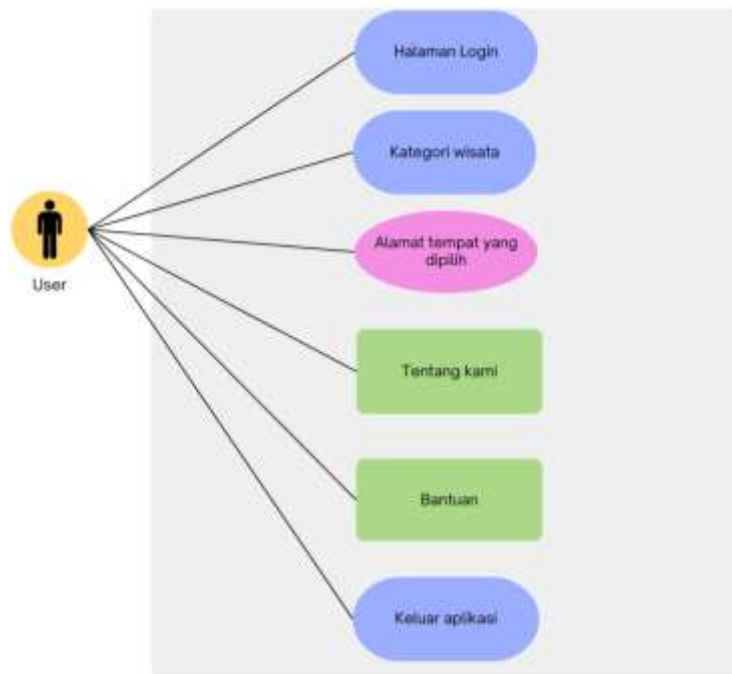 Halaman Login
Kategori wisata
User
Alamat tempat yang
dipilih
Tentang kami
Bantuan
Keluar aplikasi